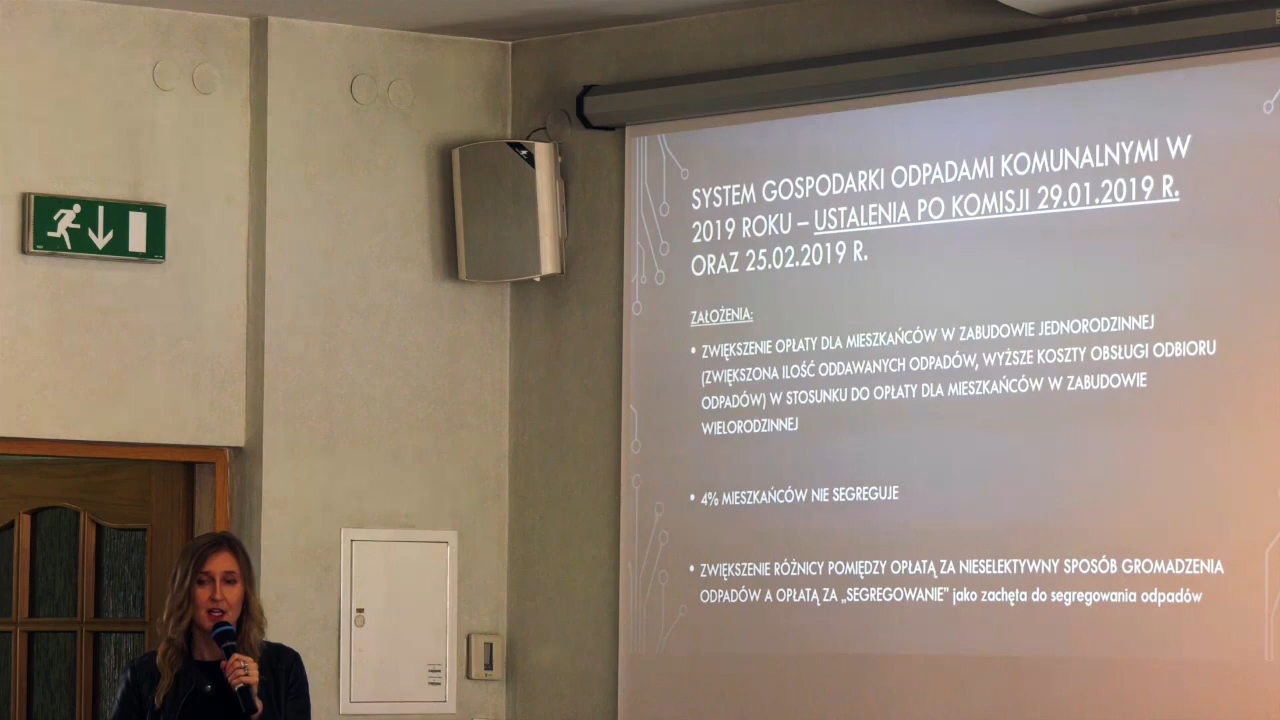 SYSTEM GOSPODARKI ODPADAMI KOMUNALNYMI W
2019 ROKU – USTALENIA PO KOMISJI 29.01.2019 R.
ORAZ 25.02.2019 R.
ZAŁOŻENIA:
• ZWIĘKSZENIE OPŁATY DLA MIESZKAŃCÓW W ZABUDOWIE JEDNORODZINNEJ
(ZWIĘKSZONA ILOŚĆ ODDAWANYCH ODPADÓW, WYŻSZE KOSZTY OBSŁUGI ODBIORU
ODPADÓW) W STOSUNKU DO OPŁATY DLA MIESZKAŃCÓW W ZABUDOWIE
WIELORODZINNEJ
• 4% MIESZKAŃCÓW NIE SEGREGUJE
• ZWIĘKSZENIE RÓŻNICY POMIĘDZY OPŁATĄ ZA NIESELEKTYWNY SPOSÓB GROMADZENIA
ODPADÓW A OPŁATĄ ZA „SEGREGOWANIE" jako zachęta do segregowania odpadów